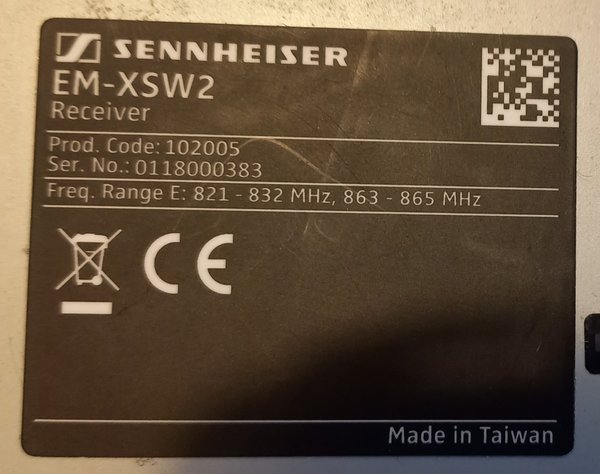 SENNHEISER
EM-XSW2
Receiver
Prod. Code: 102005
Ser. No.: 0118000383
Freq. Range E: 821 - 832 MHz, 863 - 865 MHz
CE
Made in Taiwan